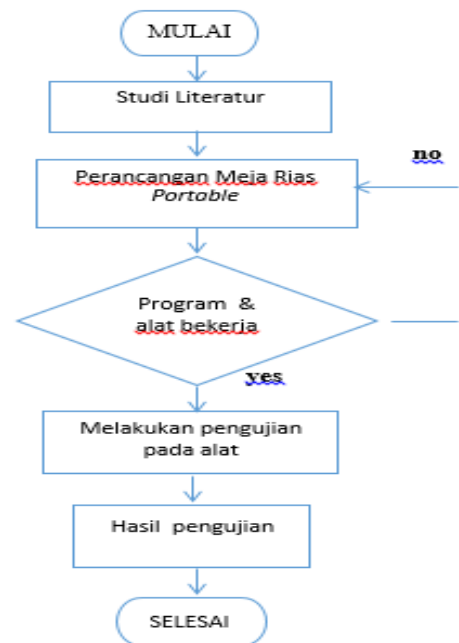 MULAI
Studi Literatur
no
Perancangan Meja Rias
Portable
Program &
alat bekerja
yes
Melakukan pengujian
pada alat
Hasil pengujian
SELESAI